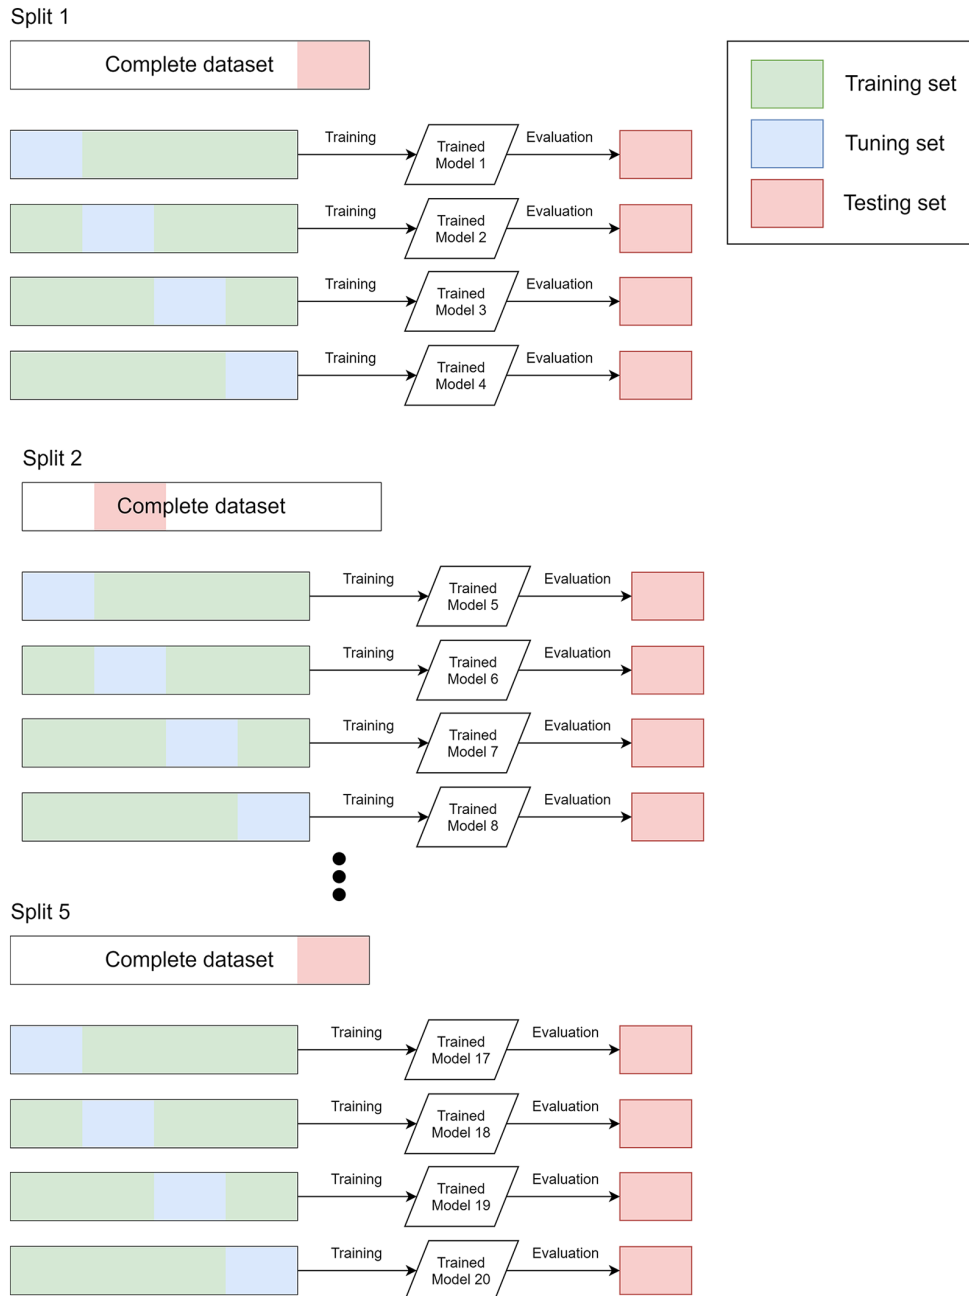 Split 1
Complete dataset
Training set
Tuning set
Testing set
Training
Trained
Model 1
Evaluation
Training
Trained
Model 2
Evaluation
Training
Trained
Model 3
Evaluation
Training
Trained
Model 4
Evaluation
Split 2
Complete dataset
Training
Trained
Model 5
Evaluation
Training
Trained
Model 6
Evaluation
Training
Trained
Model 7
Evaluation
Training
Trained
Model 8
Evaluation
Split 5
Complete dataset
Training
Trained
Model 17
Evaluation
Training
Trained
Model 18
Evaluation
Training
Trained
Model 19
Evaluation
Training
Trained
Model 20
Evaluation